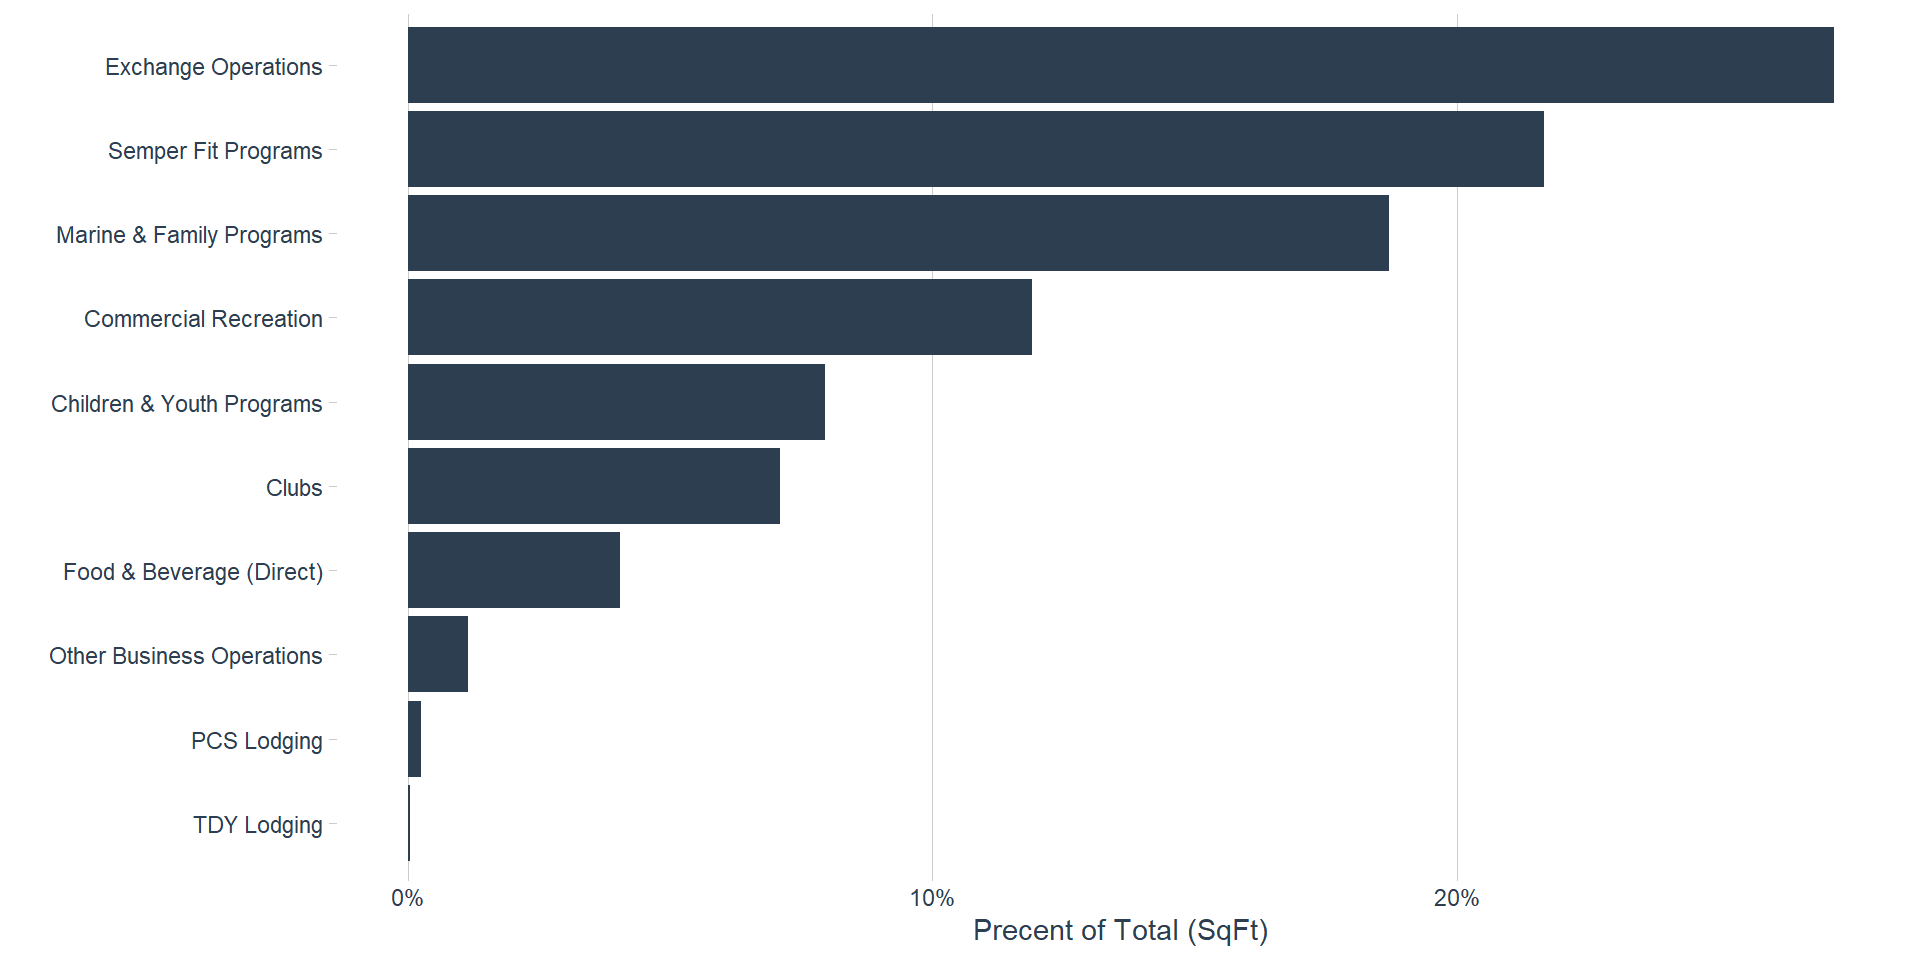 Exchange Operations
Semper Fit Programs
Marine & Family Programs
Commercial Recreation
Children & Youth Programs
Clubs
Food & Beverage (Direct)
Other Business Operations
PCS Lodging
TDY Lodging
0% 10% 20%
Precent of Total (SqFt)